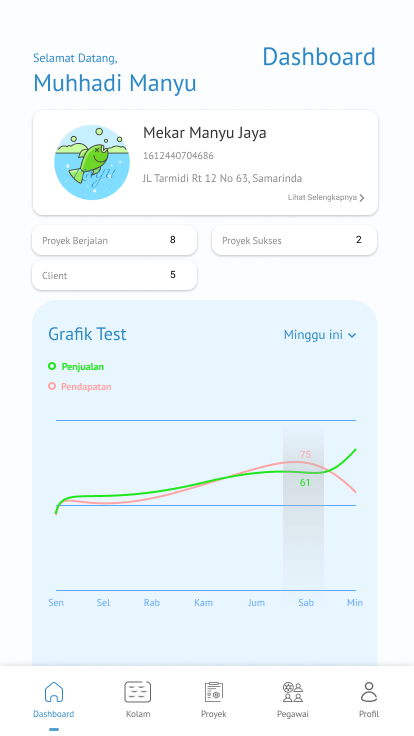 Selamat Datang,
Dashboard
Muhhadi Manyu
Mekar Manyu Jaya
1612440704686
JL Tarmidi Rt 12 No 63, Samarinda
Lihat Selengkapnya
Proyek Berjalan 8
Proyek Sukses 2
Client 5
Grafik Test
Minggu ini
Penjualan
Pendapatan
75
61
Sen Sel Rab Kam Jum Sab Min
Dashboard Kolam Proyek Pegawai Profil